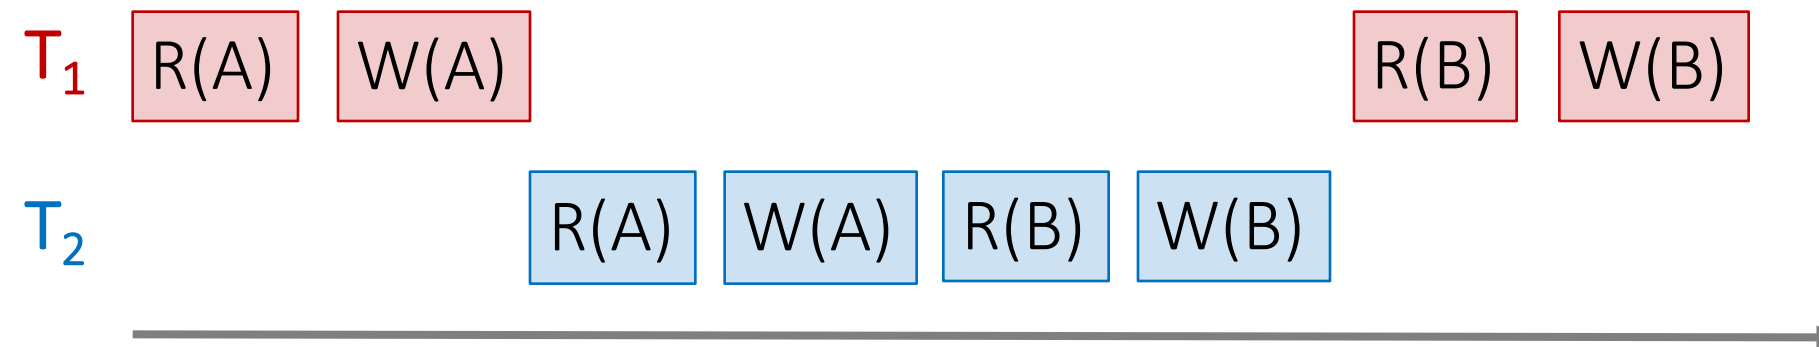 T₁ R(A) W(A) R(B) W(B)
T₂ R(A) W(A) R(B) W(B)